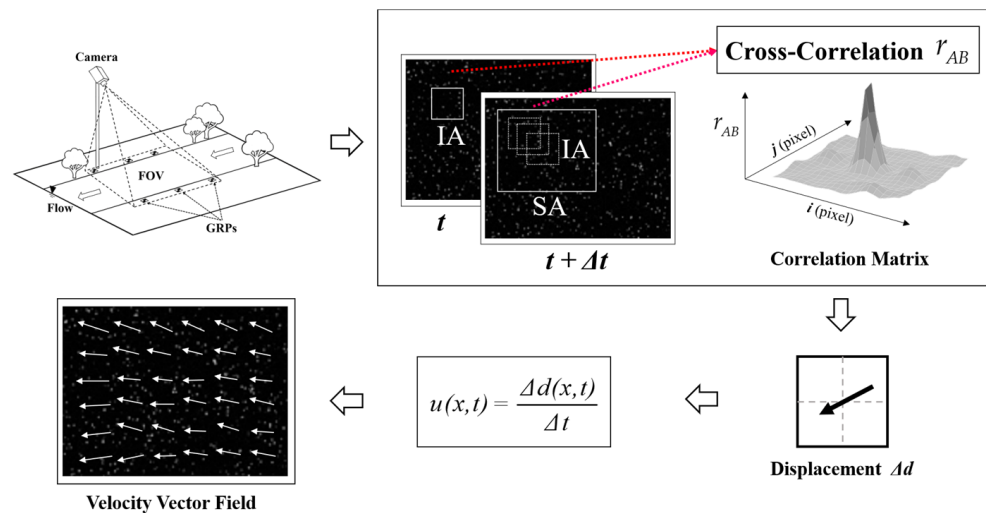 Camera
FOV
Flow
GRPs
IA
t
IA
SA
t + Δt
Cross-Correlation r_AB
r_AB
j (pixel)
i (pixel)
Correlation Matrix
Displacement Δd
u(x,t) = Δd(x,t) / Δt
Velocity Vector Field